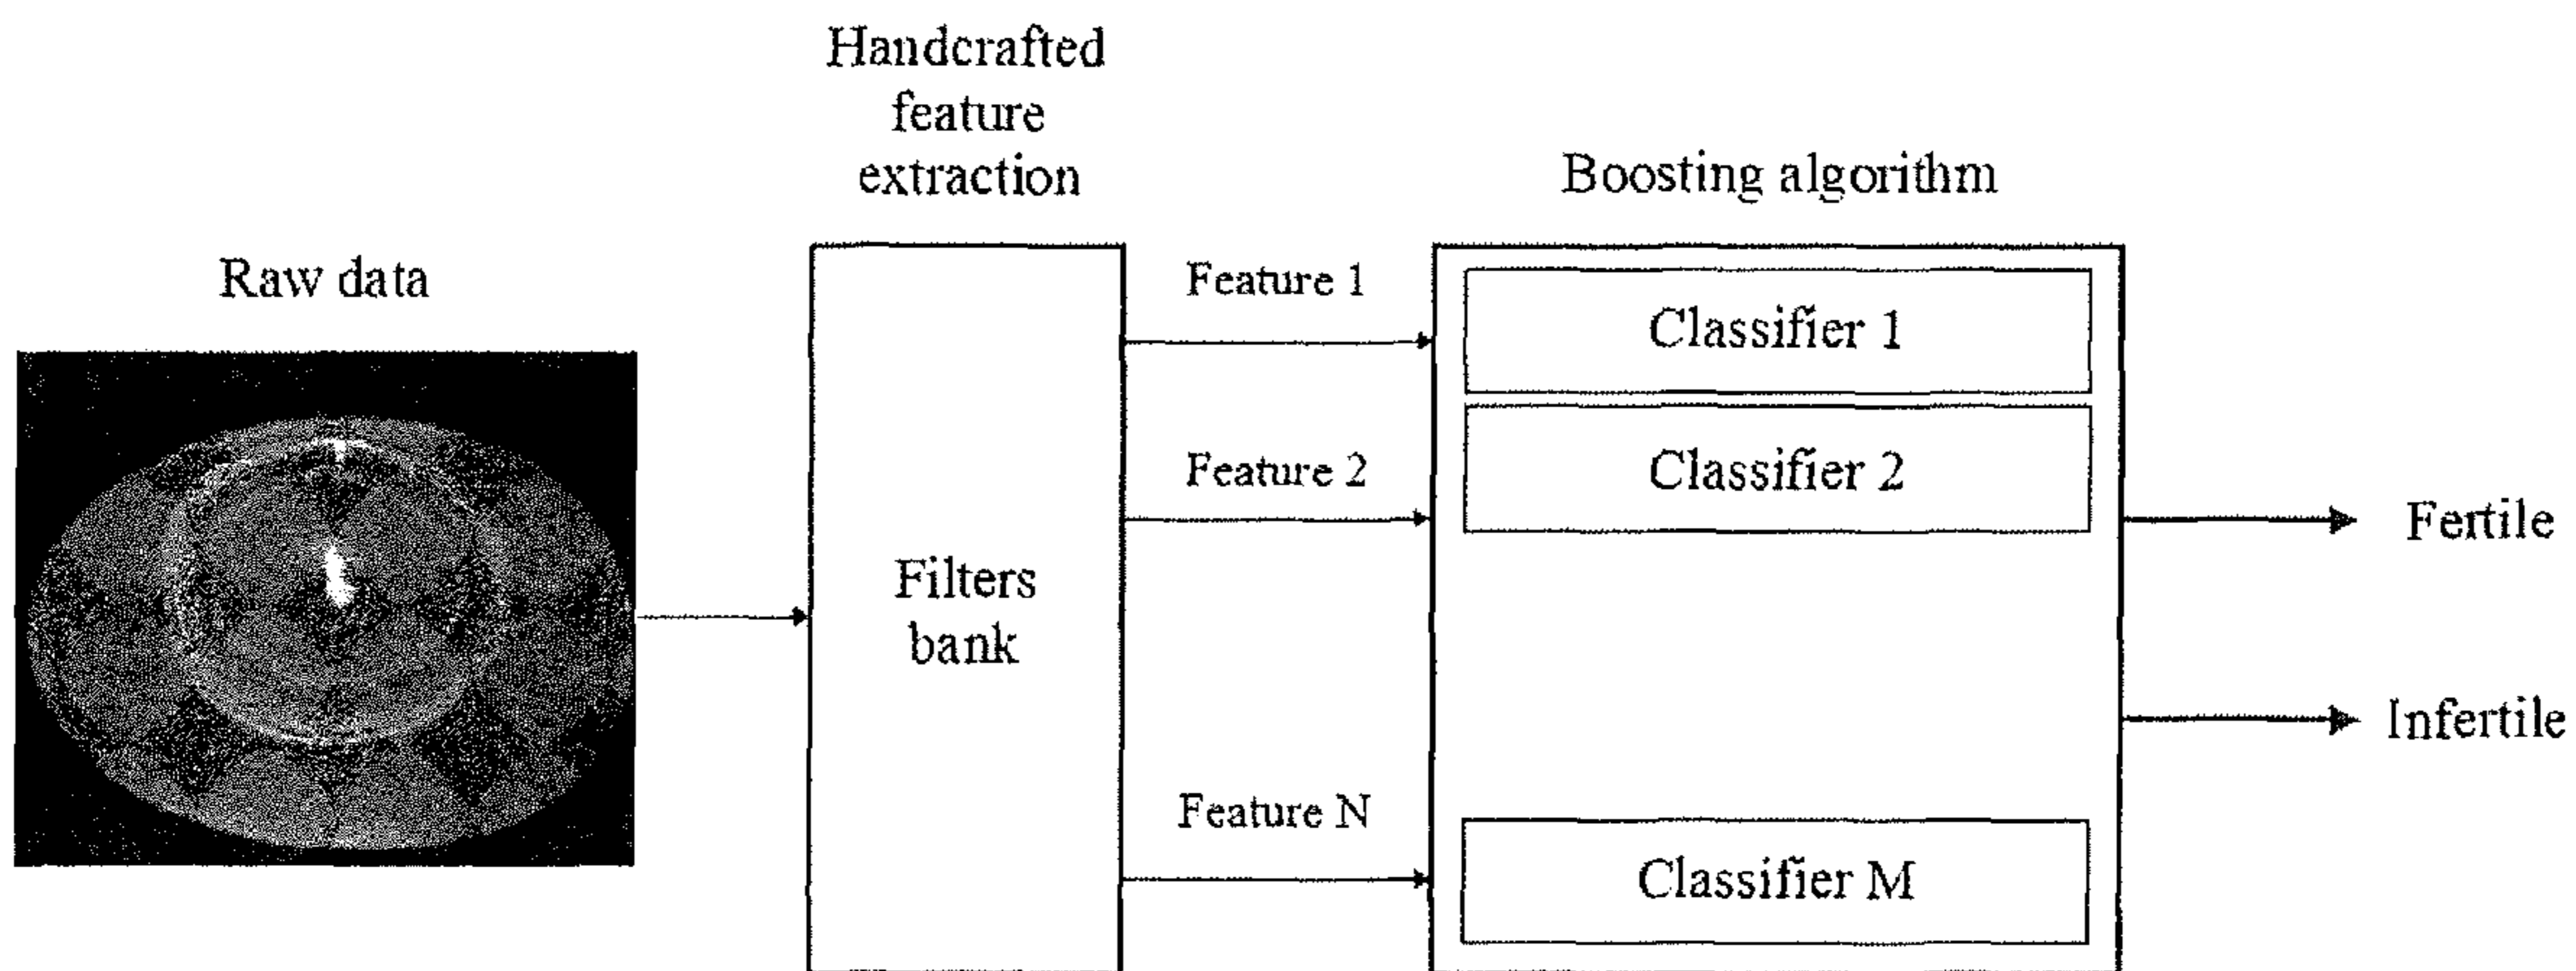 Raw data
Handcrafted
feature
extraction
Filters
bank
Feature 1
Feature 2
Feature N
Boosting algorithm
Classifier 1
Classifier 2
Classifier M
Fertile
Infertile